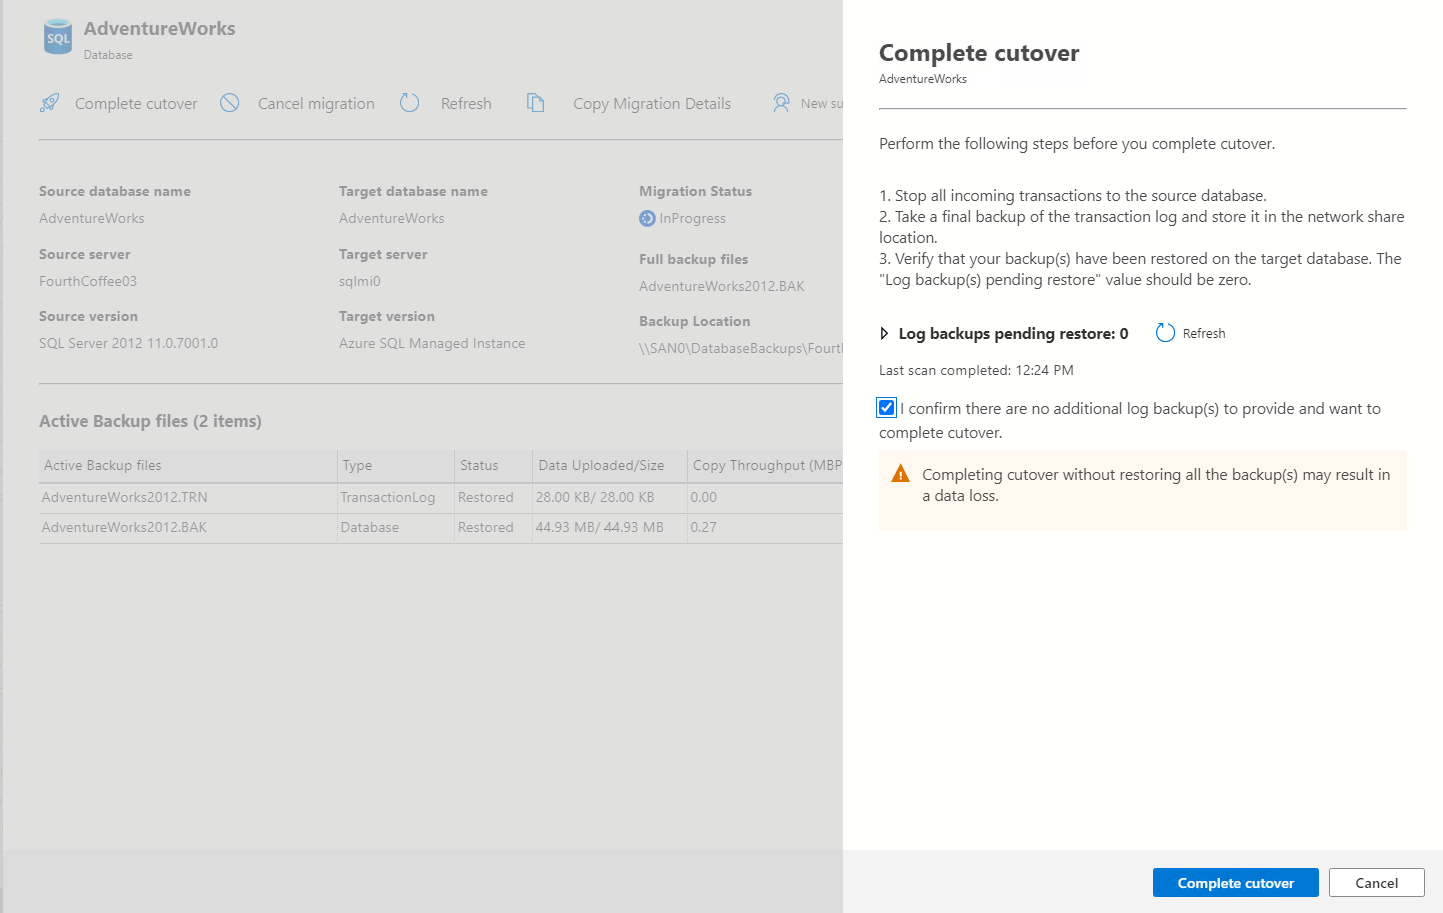 SQL
AdventureWorks
Database
Complete cutover
Cancel migration
Refresh
Copy Migration Details
New su
Source database name
AdventureWorks
Target database name
AdventureWorks
Migration Status
InProgress
Source server
FourthCoffee03
Target server
sqlmi0
Full backup files
AdventureWorks2012.BAK
Source version
SQL Server 2012 11.0.7001.0
Target version
Azure SQL Managed Instance
Backup Location
\\SAN0\DatabaseBackups\Fourt
Active Backup files (2 items)
Active Backup files Type Status Data Uploaded/Size Copy Throughput (MBP
AdventureWorks2012.TRN TransactionLog Restored 28.00 KB/ 28.00 KB 0.00
AdventureWorks2012.BAK Database Restored 44.93 MB/ 44.93 MB 0.27
Complete cutover
AdventureWorks
Perform the following steps before you complete cutover.
1. Stop all incoming transactions to the source database.
2. Take a final backup of the transaction log and store it in the network share
location.
3. Verify that your backup(s) have been restored on the target database. The
"Log backup(s) pending restore" value should be zero.
Log backups pending restore: 0
Refresh
Last scan completed: 12:24 PM
I confirm there are no additional log backup(s) to provide and want to
complete cutover.
Completing cutover without restoring all the backup(s) may result in
a data loss.
Complete cutover
Cancel